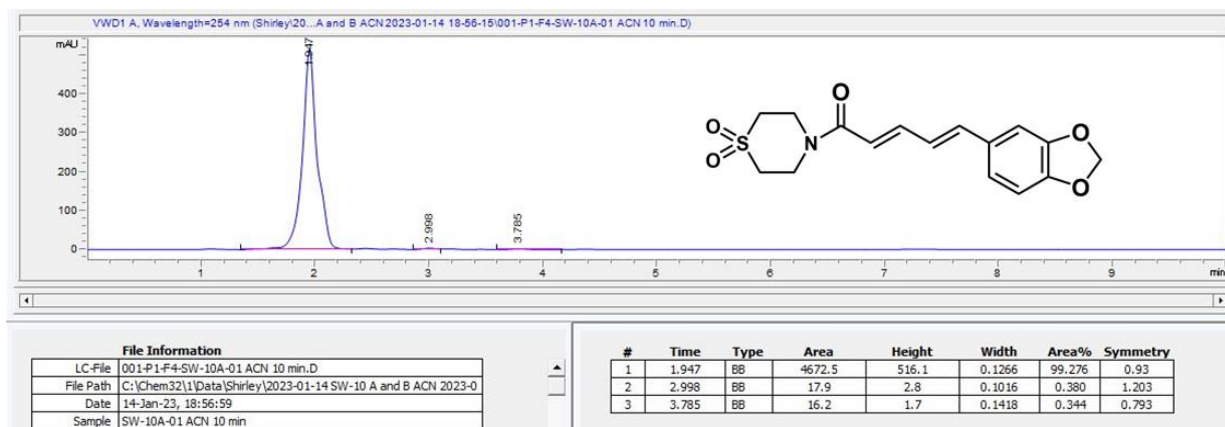 VWD1 A, Wavelength=254 nm (Shirley\20...A and B ACN 2023-01-14 18-56-15\001-P1-F4-SW-10A-01 ACN 10 min.D)
mAU
400
300
200
100
0
1.947
2.998
3.785
1 2 3 4 5 6 7 8 9 min
O
O
O
S
N
O
O
File Information
LC-File 001-P1-F4-SW-10A-01 ACN 10 min.D
File Path C:\Chem32\1\Data\Shirley\2023-01-14 SW-10 A and B ACN 2023-0
Date 14-Jan-23, 18:56:59
Sample SW-10A-01 ACN 10 min
# Time Type Area Height Width Area% Symmetry
1 1.947 BB 4672.5 516.1 0.1266 99.276 0.93
2 2.998 BB 17.9 2.8 0.1016 0.380 1.203
3 3.785 BB 16.2 1.7 0.1418 0.344 0.793